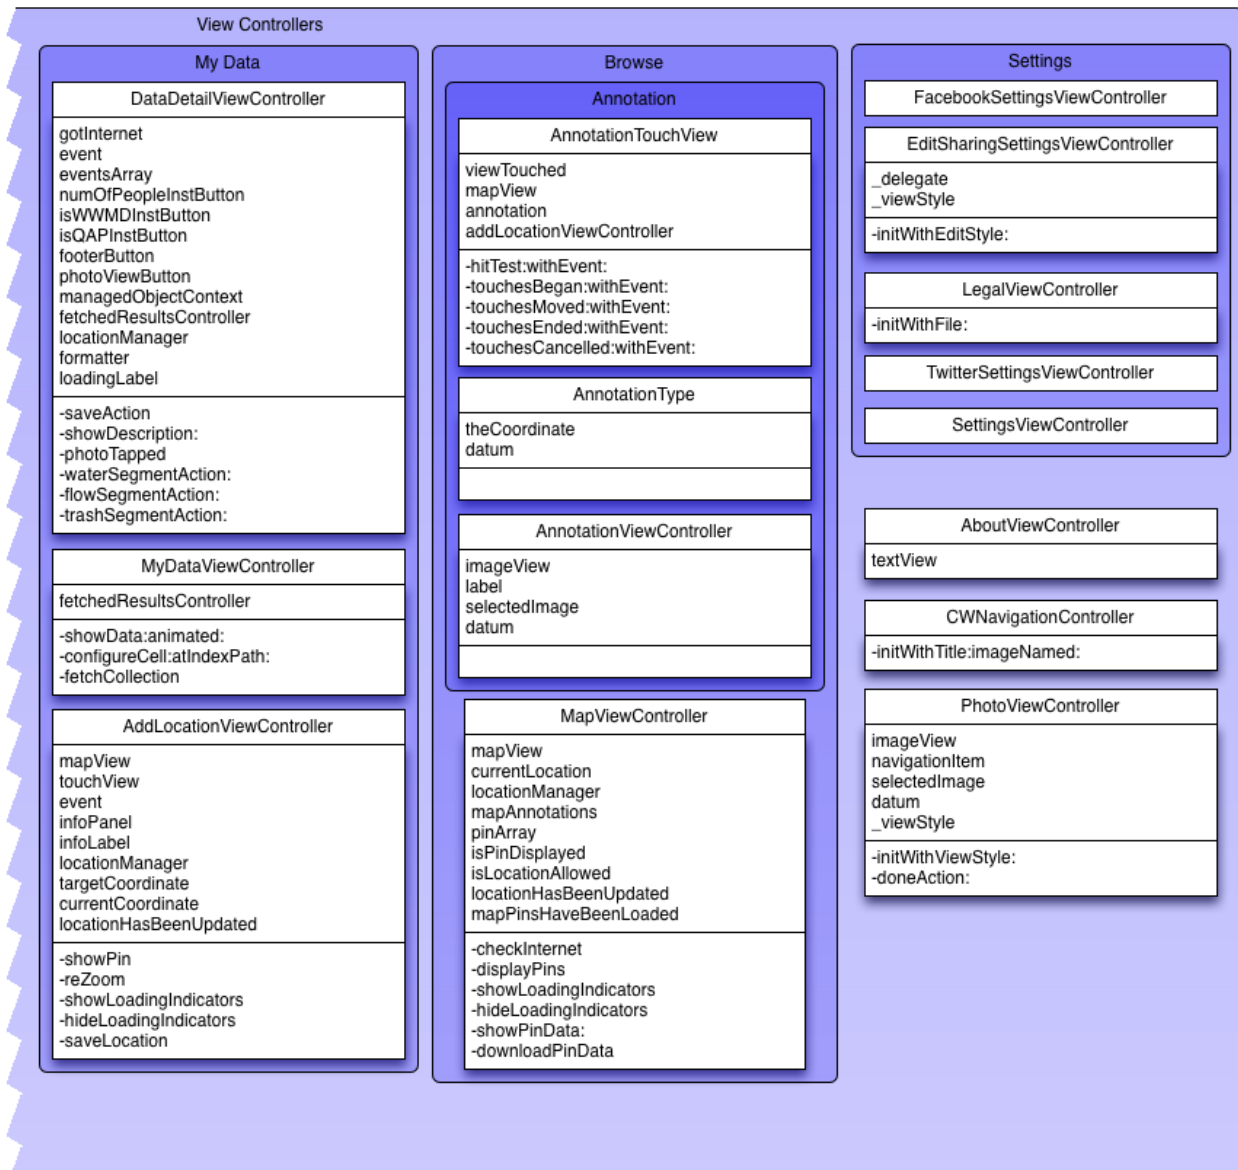 View Controllers
My Data
DataDetailViewController
gotInternet
event
eventsArray
numOfPeopleInstButton
isWWMDInstButton
isQAPInstButton
footerButton
photoViewButton
managedObjectContext
fetchedResultsController
locationManager
formatter
loadingLabel
-saveAction
-showDescription:
-photoTapped
-waterSegmentAction:
-flowSegmentAction:
-trashSegmentAction:
MyDataViewController
fetchedResultsController
-showData:animated:
-configureCell:atIndexPath:
-fetchCollection
AddLocationViewController
mapView
touchView
event
infoPanel
infoLabel
locationManager
targetCoordinate
currentCoordinate
locationHasBeenUpdated
-showPin
-reZoom
-showLoadingIndicators
-hideLoadingIndicators
-saveLocation
Browse
Annotation
AnnotationTouchView
viewTouched
mapView
annotation
addLocationViewController
-hitTest:withEvent:
-touchesBegan:withEvent:
-touchesMoved:withEvent:
-touchesEnded:withEvent:
-touchesCancelled:withEvent:
AnnotationType
theCoordinate
datum
AnnotationViewController
imageView
label
selectedImage
datum
MapViewController
mapView
currentLocation
locationManager
mapAnnotations
pinArray
isPinDisplayed
isLocationAllowed
locationHasBeenUpdated
mapPinsHaveBeenLoaded
-checkInternet
-displayPins
-showLoadingIndicators
-hideLoadingIndicators
-showPinData:
-downloadPinData
Settings
FacebookSettingsViewController
EditSharingSettingsViewController
_delegate
_viewStyle
-initWithEditStyle:
LegalViewController
-initWithFile:
TwitterSettingsViewController
SettingsViewController
AboutViewController
textView
CWNavigationController
-initWithTitle:imageNamed:
PhotoViewController
imageView
navigationItem
selectedImage
datum
_viewStyle
-initWithViewStyle:
-doneAction: